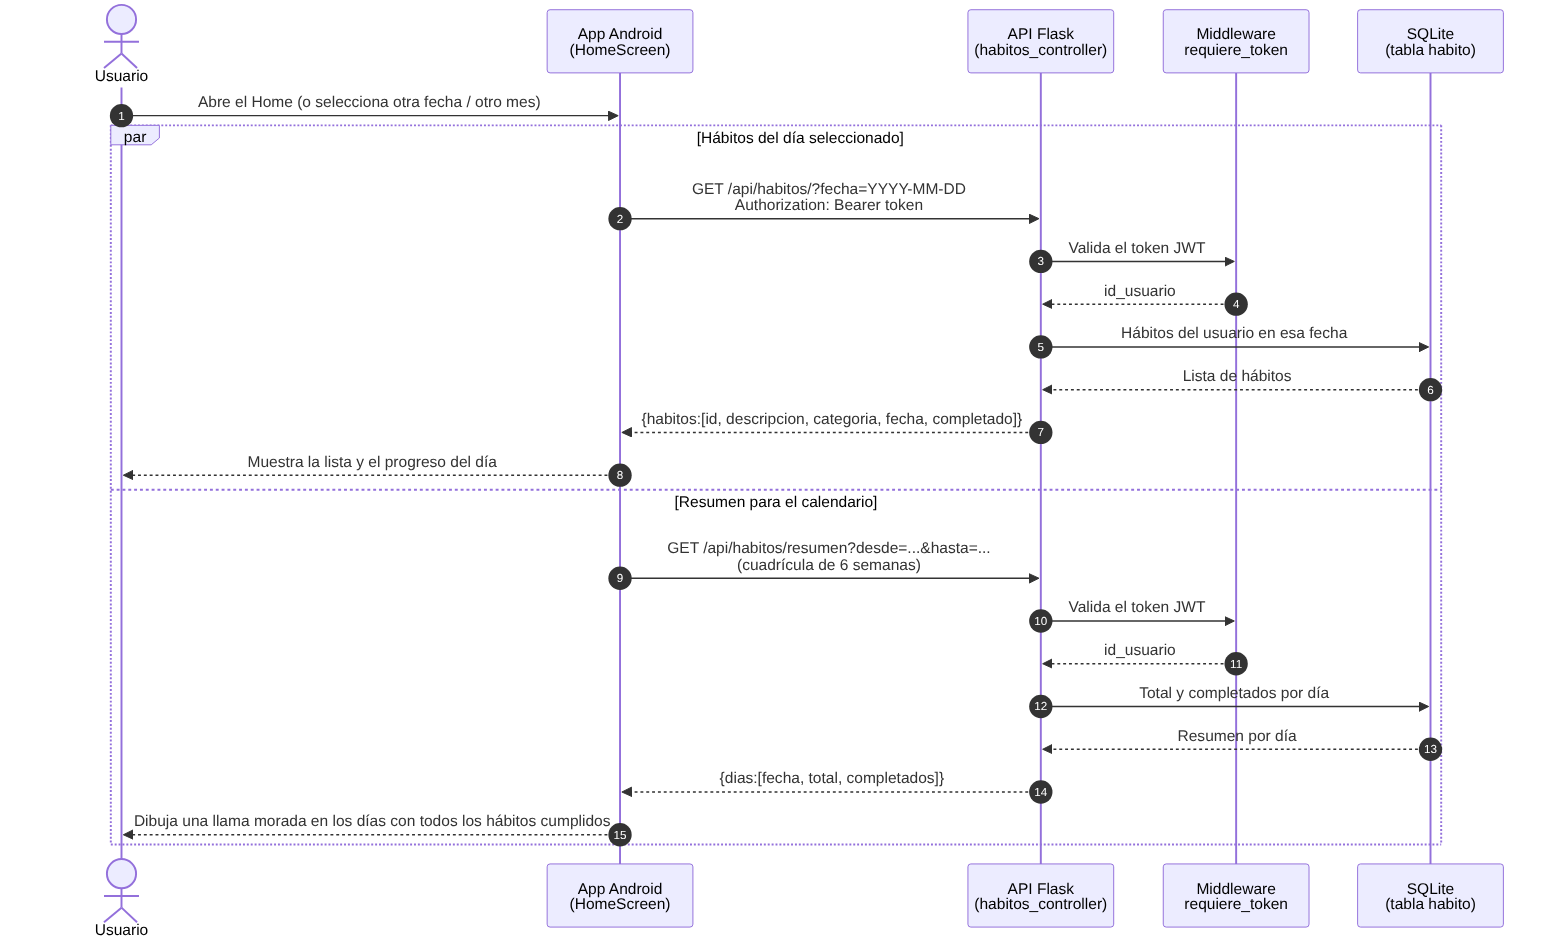 Usuario
App Android
(HomeScreen)
API Flask
(habitos_controller)
Middleware
requiere_token
SQLite
(tabla habito)
1
Abre el Home (o selecciona otra fecha / otro mes)
par
[Hábitos del día seleccionado]
GET /api/habitos/?fecha=YYYY-MM-DD
Authorization: Bearer token
2
Valida el token JWT
3
id_usuario
4
Hábitos del usuario en esa fecha
5
Lista de hábitos
6
{habitos:[id, descripcion, categoria, fecha, completado]}
7
Muestra la lista y el progreso del día
8
[Resumen para el calendario]
GET /api/habitos/resumen?desde=...&hasta=...
(cuadrícula de 6 semanas)
9
Valida el token JWT
10
id_usuario
11
Total y completados por día
12
Resumen por día
13
{dias:[fecha, total, completados]}
14
Dibuja una llama morada en los días con todos los hábitos cumplidos
15
Usuario
App Android
(HomeScreen)
API Flask
(habitos_controller)
Middleware
requiere_token
SQLite
(tabla habito)